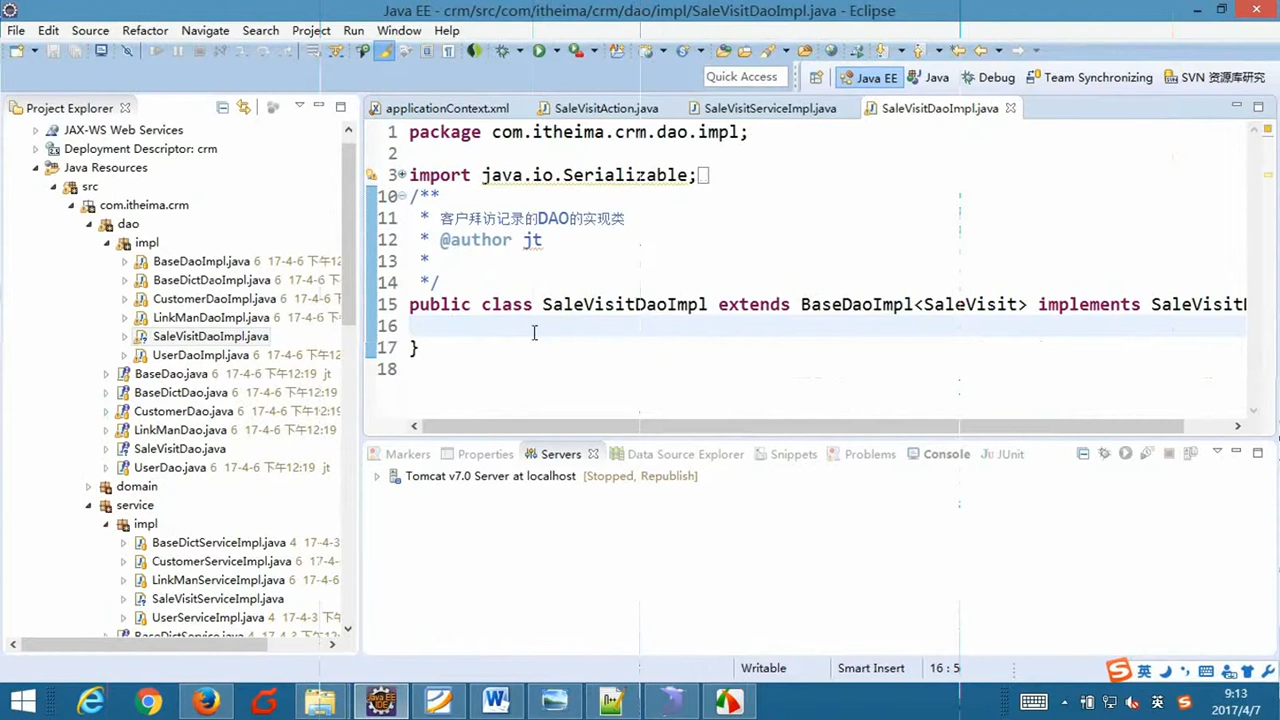 Java EE - crm/src/com/itheima/crm/dao/impl/SaleVisitDaoImpl.java - Eclipse
File Edit Source Refactor Navigate Search Project Run Window Help
Quick Access
Java EE
Java
Debug
Team Synchronizing
SVN 资源库研究
Project Explorer
JAX-WS Web Services
Deployment Descriptor: crm
Java Resources
src
com.itheima.crm
dao
impl
BaseDaoImpl.java 6 17-4-6 下午12
BaseDictDaoImpl.java 6 17-4-6
CustomerDaoImpl.java 6 17-4-6
LinkManDaoImpl.java 6 17-4-6
SaleVisitDaoImpl.java
UserDaoImpl.java 6 17-4-6 下午12
BaseDao.java 6 17-4-6 下午12:19 jt
BaseDictDao.java 6 17-4-6 下午12:19
CustomerDao.java 6 17-4-6 下午12:19
LinkManDao.java 6 17-4-6 下午12:19
SaleVisitDao.java
UserDao.java 6 17-4-6 下午12:19 jt
domain
service
impl
BaseDictServiceImpl.java 4 17-4-3
CustomerServiceImpl.java 6 17-4-6
LinkManServiceImpl.java 6 17-4-6
SaleVisitServiceImpl.java
UserServiceImpl.java 4 17-4-3 下午
BaseDictService.java 4 17-4-3 下午12
applicationContext.xml
SaleVisitAction.java
SaleVisitServiceImpl.java
SaleVisitDaoImpl.java
1 package com.itheima.crm.dao.impl;
2
3 import java.io.Serializable;
10 /**
11 * 客户拜访记录的DAO的实现类
12 * @author jt
13 *
14 */
15 public class SaleVisitDaoImpl extends BaseDaoImpl<SaleVisit> implements SaleVisit
16
17 }
18
Markers
Properties
Servers
Data Source Explorer
Snippets
Problems
Console
JUnit
Tomcat v7.0 Server at localhost [Stopped, Republish]
Writable
Smart Insert
16 : 5
英
英
9:13
2017/4/7